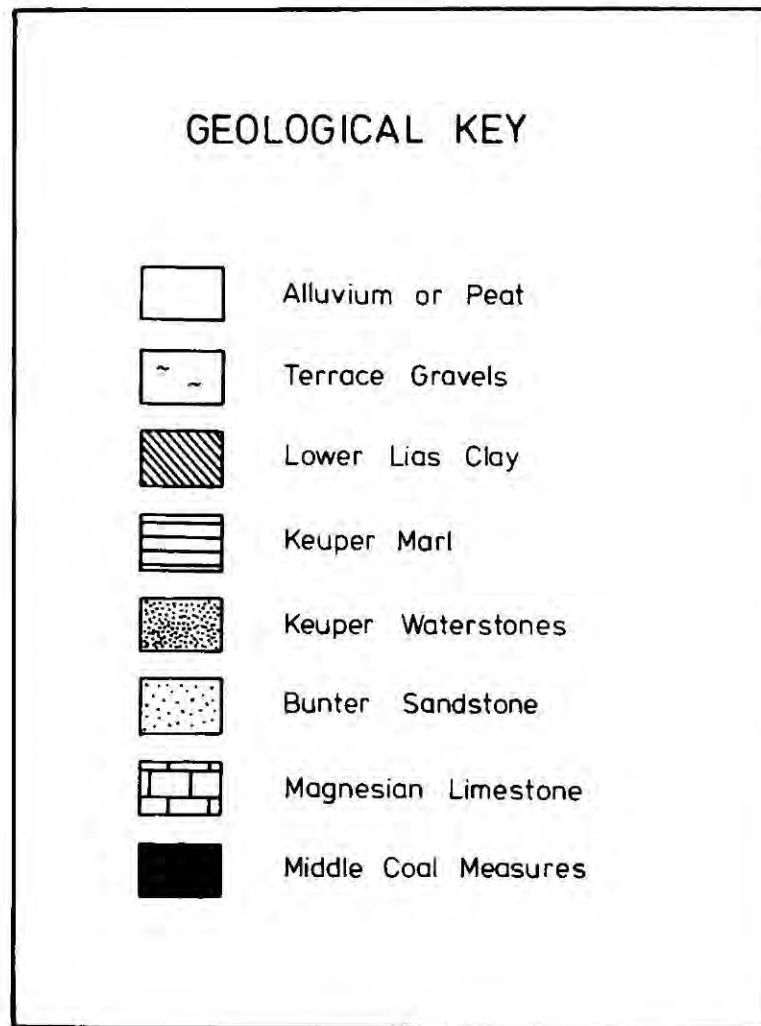 GEOLOGICAL KEY
Alluvium or Peat
Terrace Gravels
Lower Lias Clay
Keuper Marl
Keuper Waterstones
Bunter Sandstone
Magnesian Limestone
Middle Coal Measures